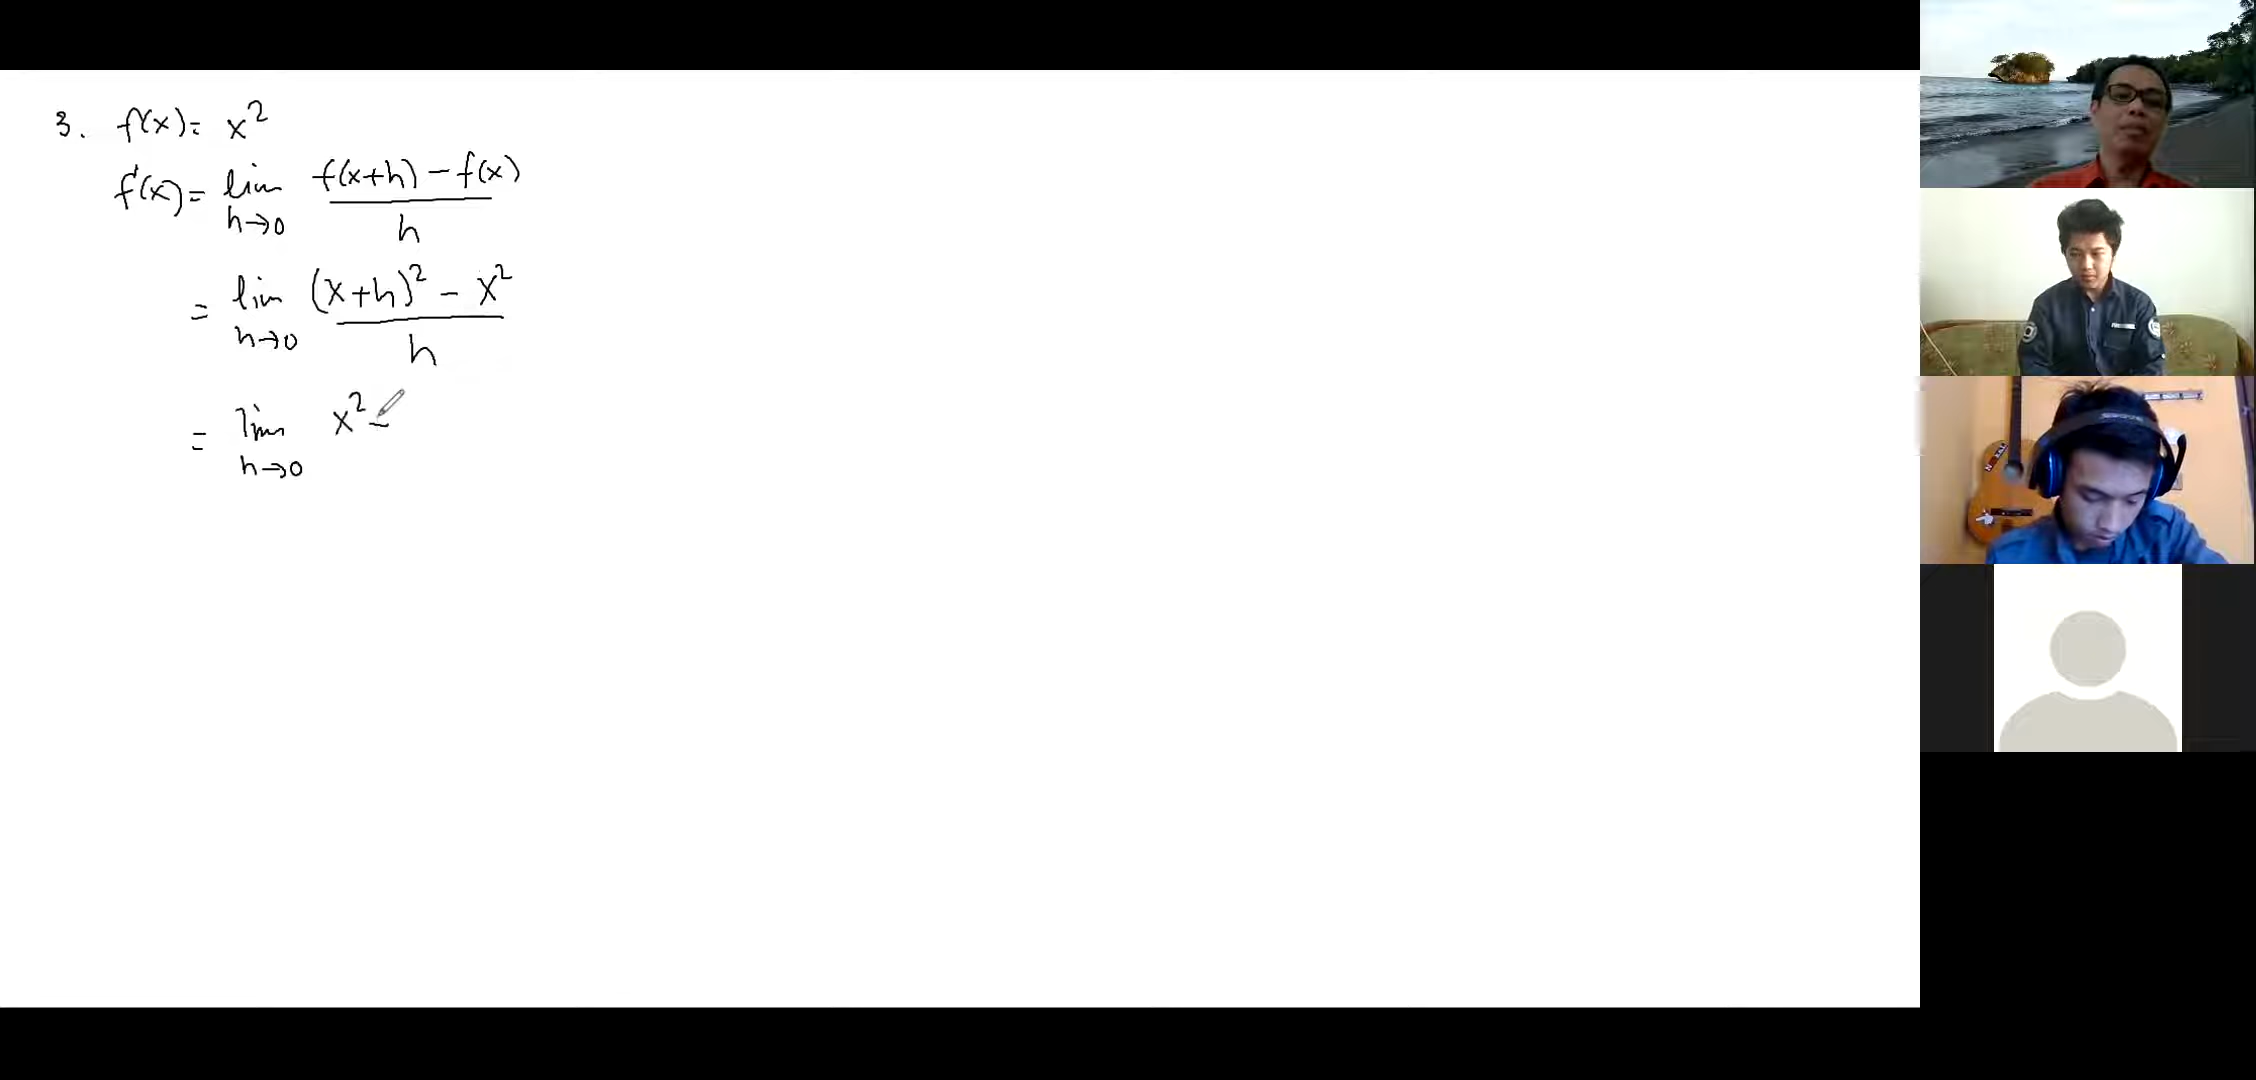 3. f(x) = x²
f'(x) = lim h→0 f(x+h) - f(x) / h
= lim h→0 (x+h)² - x² / h
= lim h→0 x² -